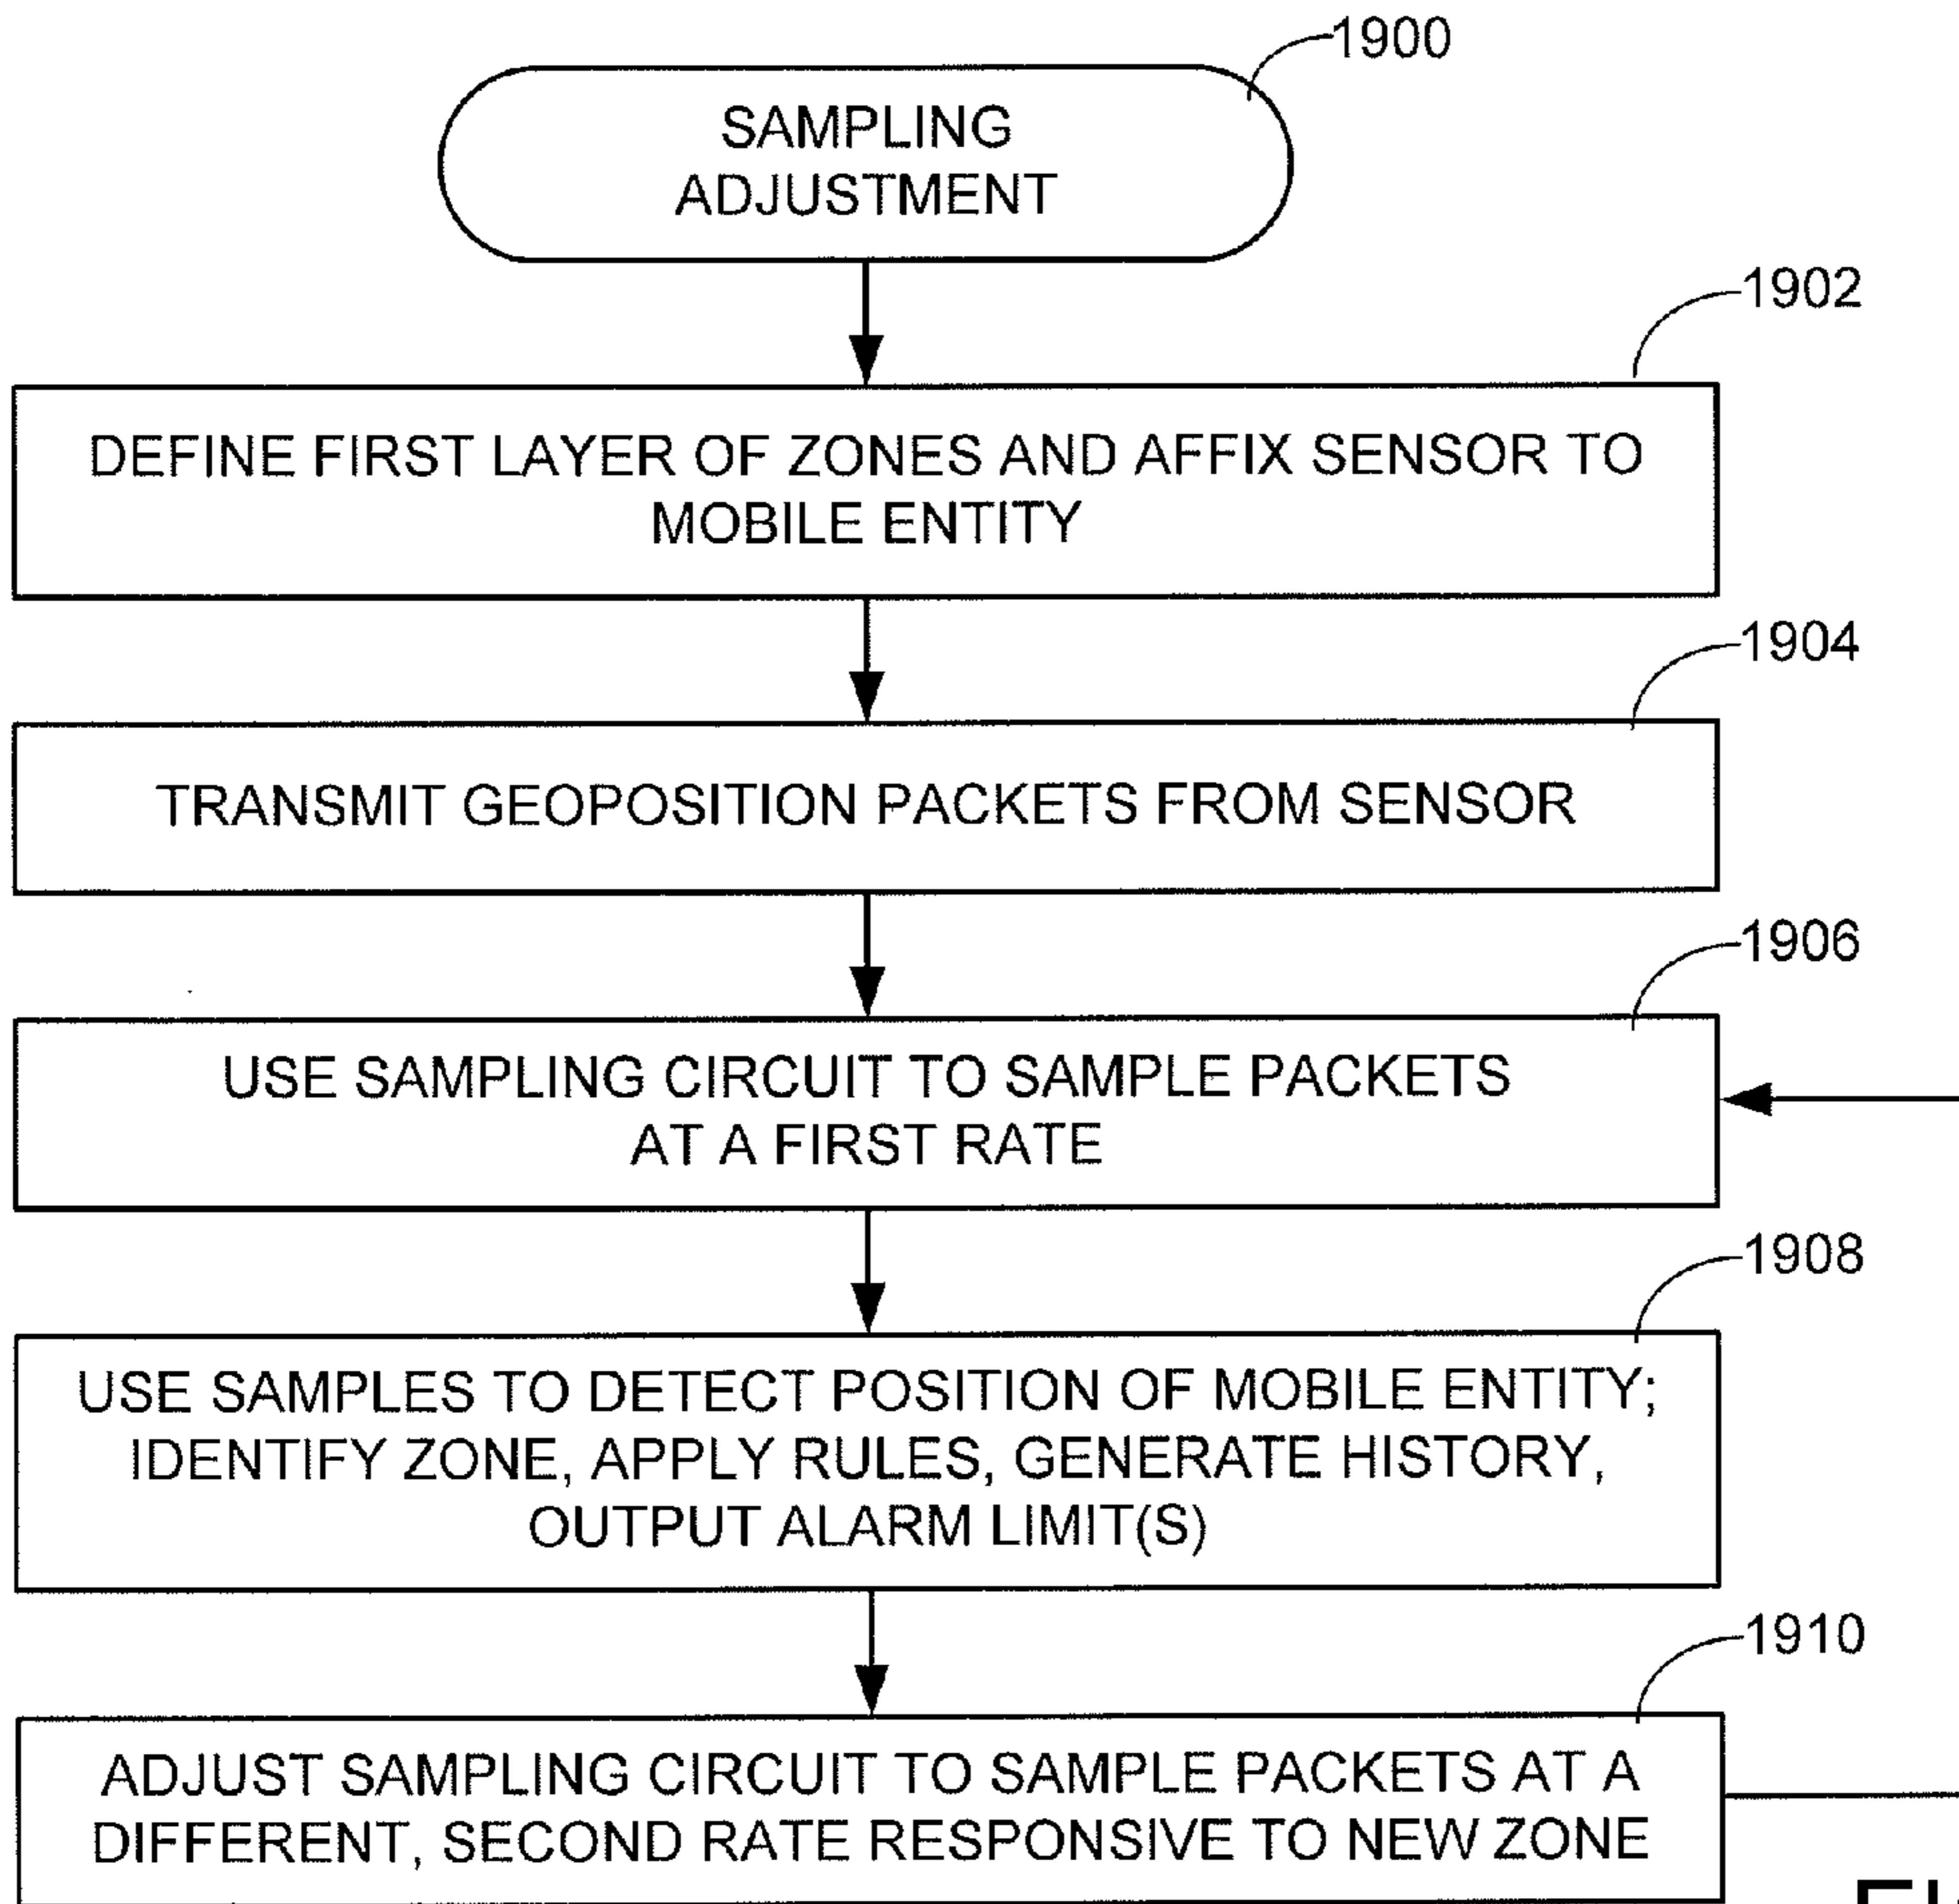 1900
SAMPLING
ADJUSTMENT
1902
DEFINE FIRST LAYER OF ZONES AND AFFIX SENSOR TO
MOBILE ENTITY
1904
TRANSMIT GEOPOSITION PACKETS FROM SENSOR
1906
USE SAMPLING CIRCUIT TO SAMPLE PACKETS
AT A FIRST RATE
1908
USE SAMPLES TO DETECT POSITION OF MOBILE ENTITY;
IDENTIFY ZONE, APPLY RULES, GENERATE HISTORY,
OUTPUT ALARM LIMIT(S)
1910
ADJUST SAMPLING CIRCUIT TO SAMPLE PACKETS AT A
DIFFERENT, SECOND RATE RESPONSIVE TO NEW ZONE